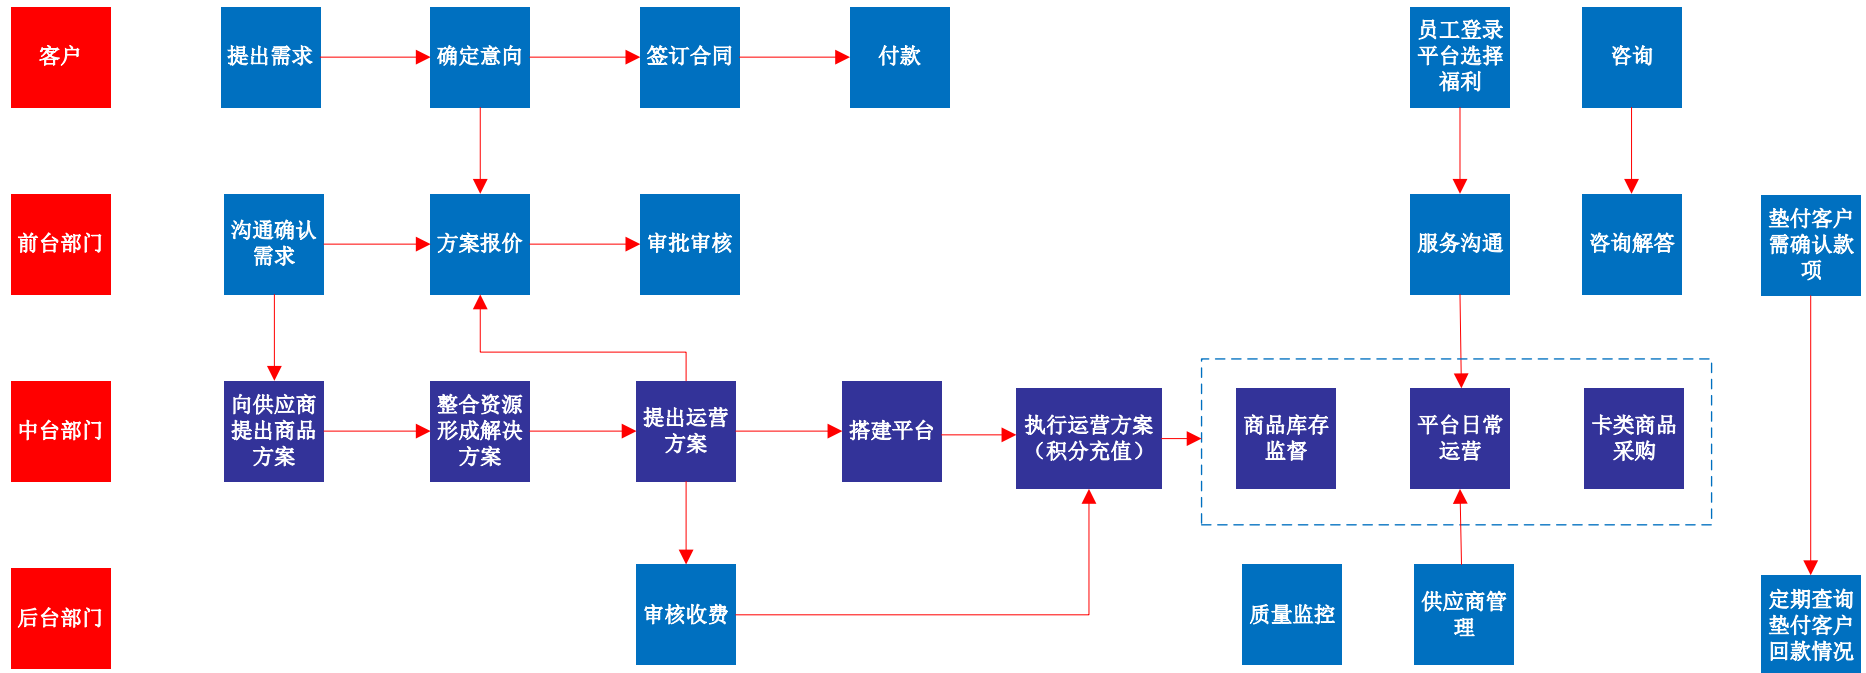 客户
提出需求
确定意向
签订合同
付款
员工登录
平台选择
福利
咨询
前台部门
沟通确认
需求
方案报价
审批审核
服务沟通
咨询解答
垫付客户
需确认款
项
中台部门
向供应商
提出商品
方案
整合资源
形成解决
方案
提出运营
方案
搭建平台
执行运营方案
（积分充值）
商品库存
监督
平台日常
运营
卡类商品
采购
后台部门
审核收费
质量监控
供应商管
理
定期查询
垫付客户
回款情况